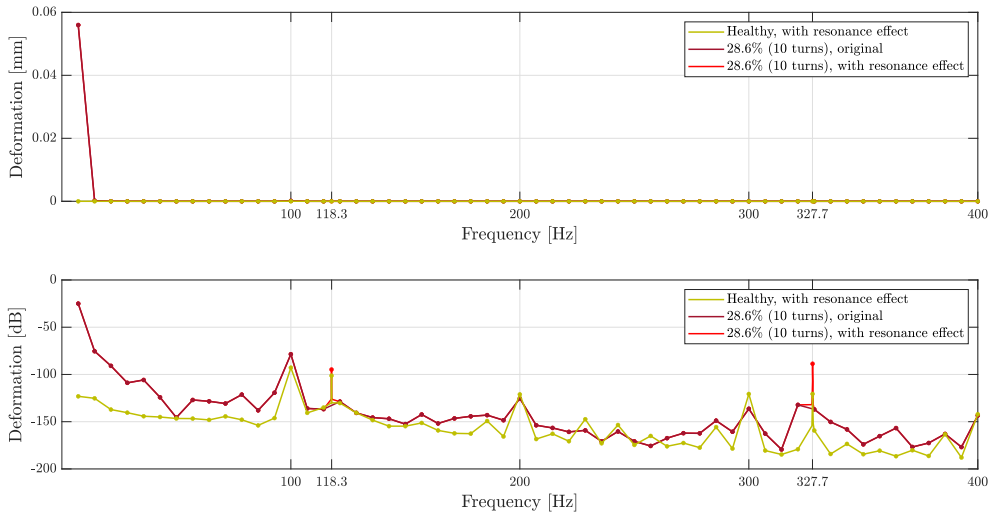 0.06
0.04
0.02
0
Deformation [mm]
Healthy, with resonance effect
28.6% (10 turns), original
28.6% (10 turns), with resonance effect
100 118.3 200 300 327.7 400
Frequency [Hz]
0
-50
-100
-150
-200
Deformation [dB]
Healthy, with resonance effect
28.6% (10 turns), original
28.6% (10 turns), with resonance effect
100 118.3 200 300 327.7 400
Frequency [Hz]